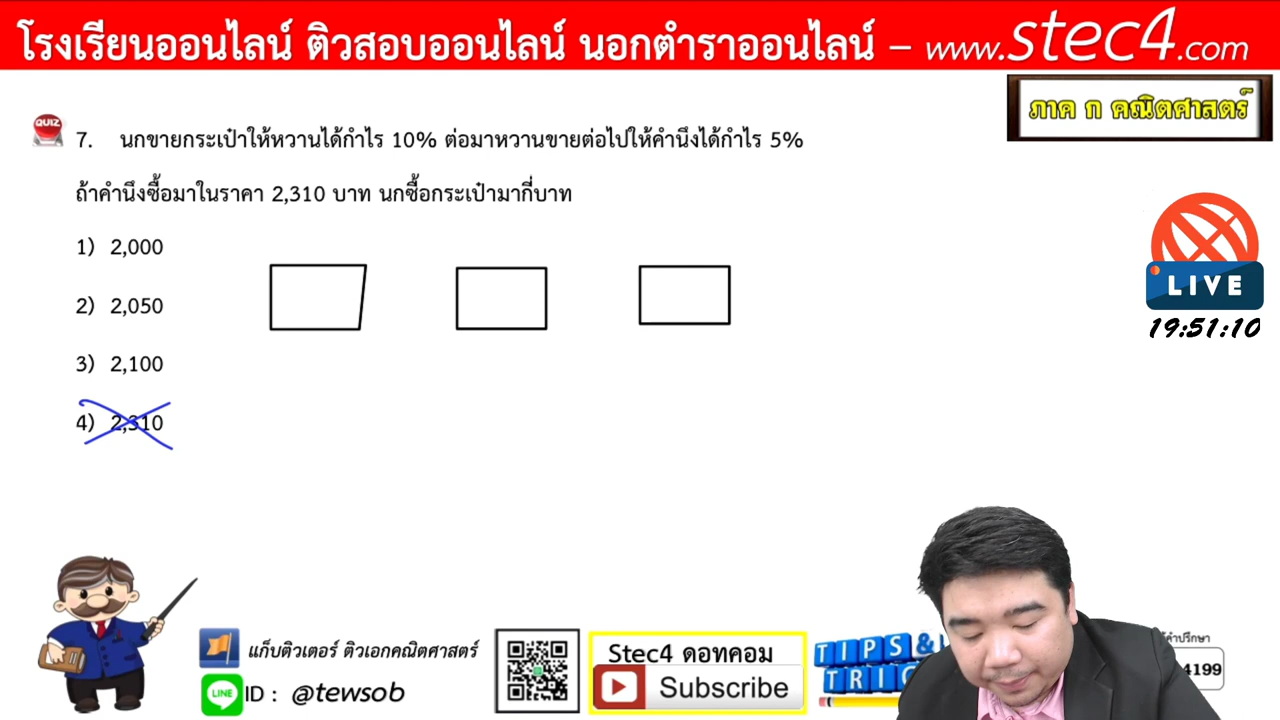 โรงเรียนออนไลน์ ติวสอบออนไลน์ นอกตำราออนไลน์ – www.stec4.com
ภาค ก คณิตศาสตร์
QUIZ
7. นกขายกระเป๋าให้หวานได้กำไร 10% ต่อมาหวานขายต่อไปให้คำนึงได้กำไร 5%
ถ้าคำนึงซื้อมาในราคา 2,310 บาท นกซื้อกระเป๋ามากี่บาท
1) 2,000
2) 2,050
3) 2,100
4) 2,310
LIVE
19:51:10
แก็บติวเตอร์ ติวเอกคณิตศาสตร์
LINE ID : @tewsob
Stec4 ดอทคอม
Subscribe
TIPS &
TRIC
ปรึกษา
4199